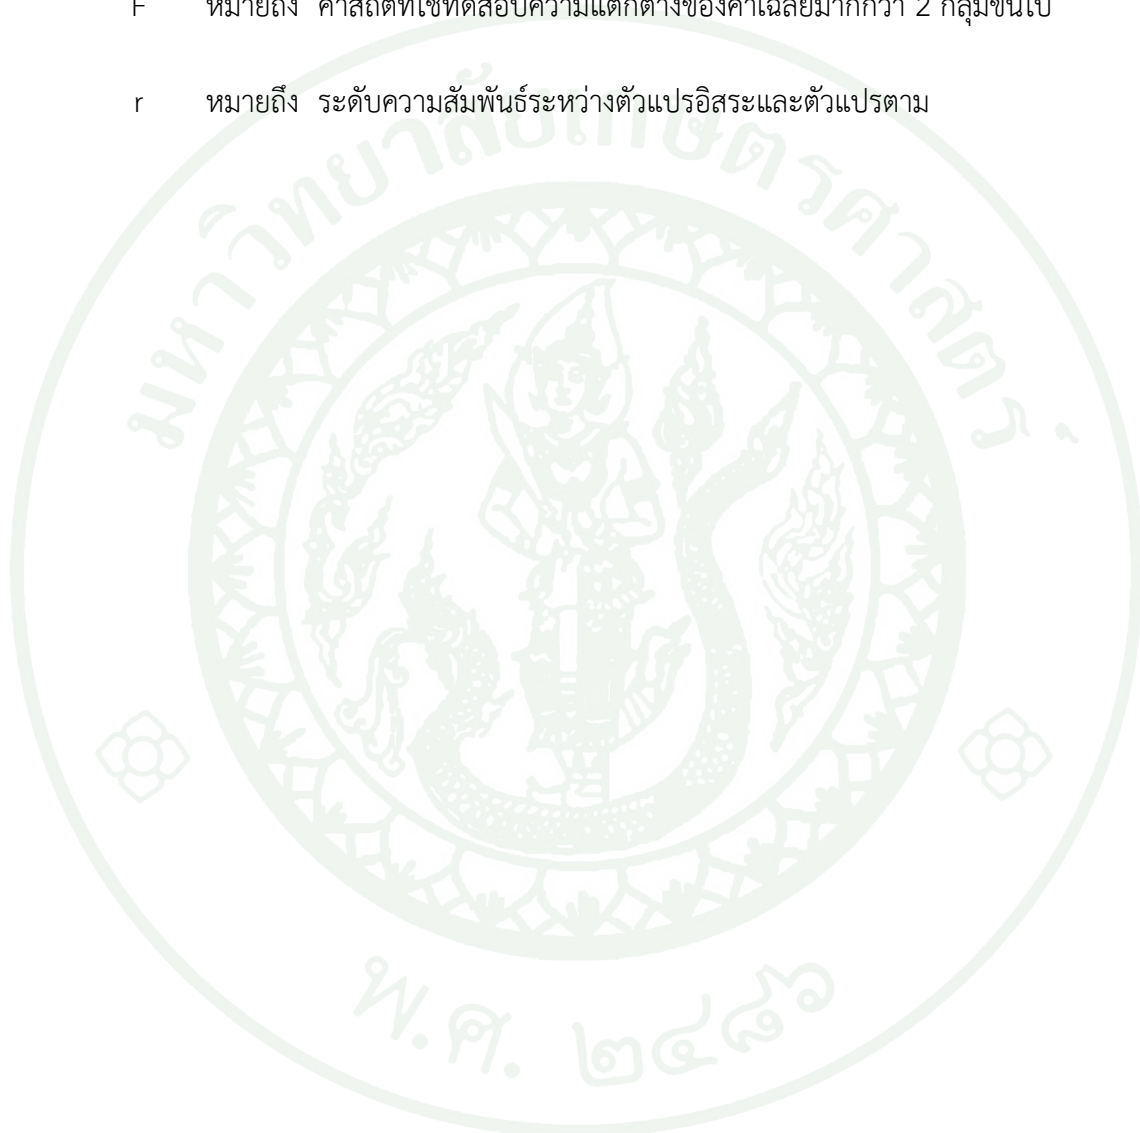 F หมายถึง ค่าสถิติที่ใช้ทดสอบความแตกต่างของค่าเฉลี่ยมากกว่า 2 กลุ่มขึ้นไป
r หมายถึง ระดับความสัมพันธ์ระหว่างตัวแปรอิสระและตัวแปรตาม
มหาวิทยาลัยเกษตรศาสตร์
พ.ศ. ๒๔๘๖